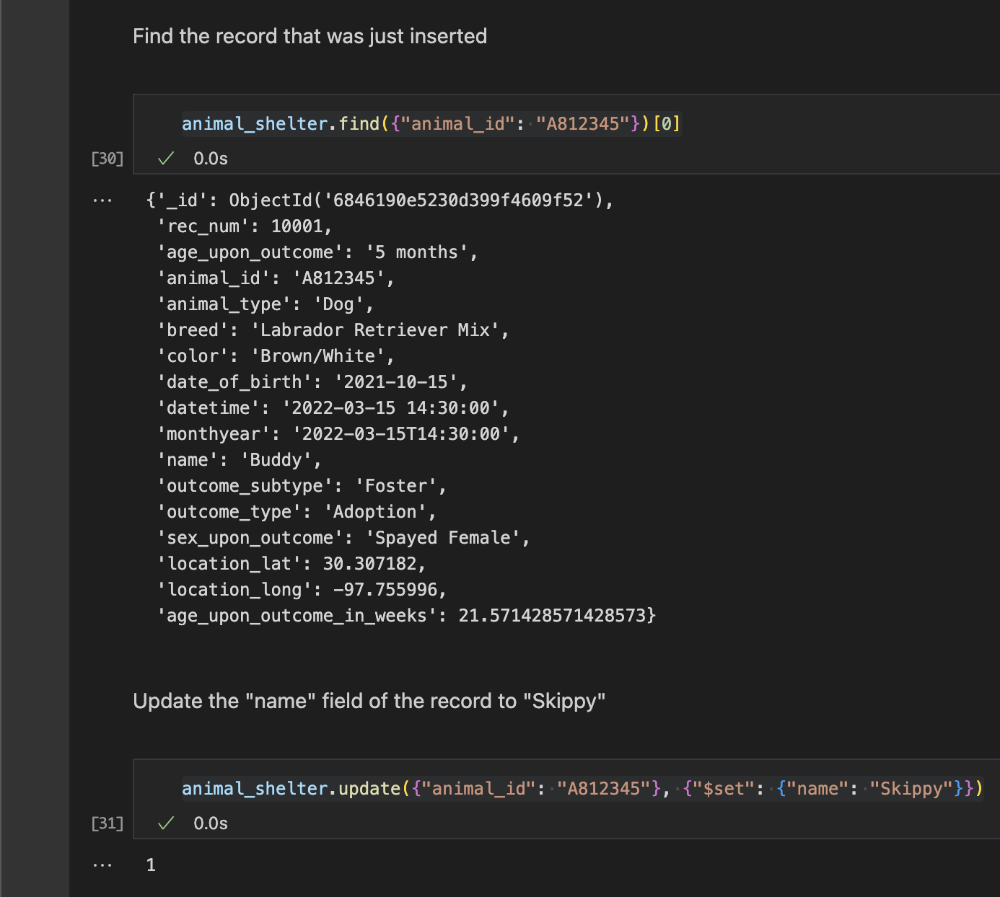 Find the record that was just inserted
animal_shelter.find({"animal_id": "A812345"})[0]
[30]
✓ 0.0s
... {'_id': ObjectId('6846190e5230d399f4609f52'),
'rec_num': 10001,
'age_upon_outcome': '5 months',
'animal_id': 'A812345',
'animal_type': 'Dog',
'breed': 'Labrador Retriever Mix',
'color': 'Brown/White',
'date_of_birth': '2021-10-15',
'datetime': '2022-03-15 14:30:00',
'monthyear': '2022-03-15T14:30:00',
'name': 'Buddy',
'outcome_subtype': 'Foster',
'outcome_type': 'Adoption',
'sex_upon_outcome': 'Spayed Female',
'location_lat': 30.307182,
'location_long': -97.755996,
'age_upon_outcome_in_weeks': 21.571428571428573}
Update the "name" field of the record to "Skippy"
animal_shelter.update({"animal_id": "A812345"}, {"$set": {"name": "Skippy"}})
[31]
✓ 0.0s
... 1